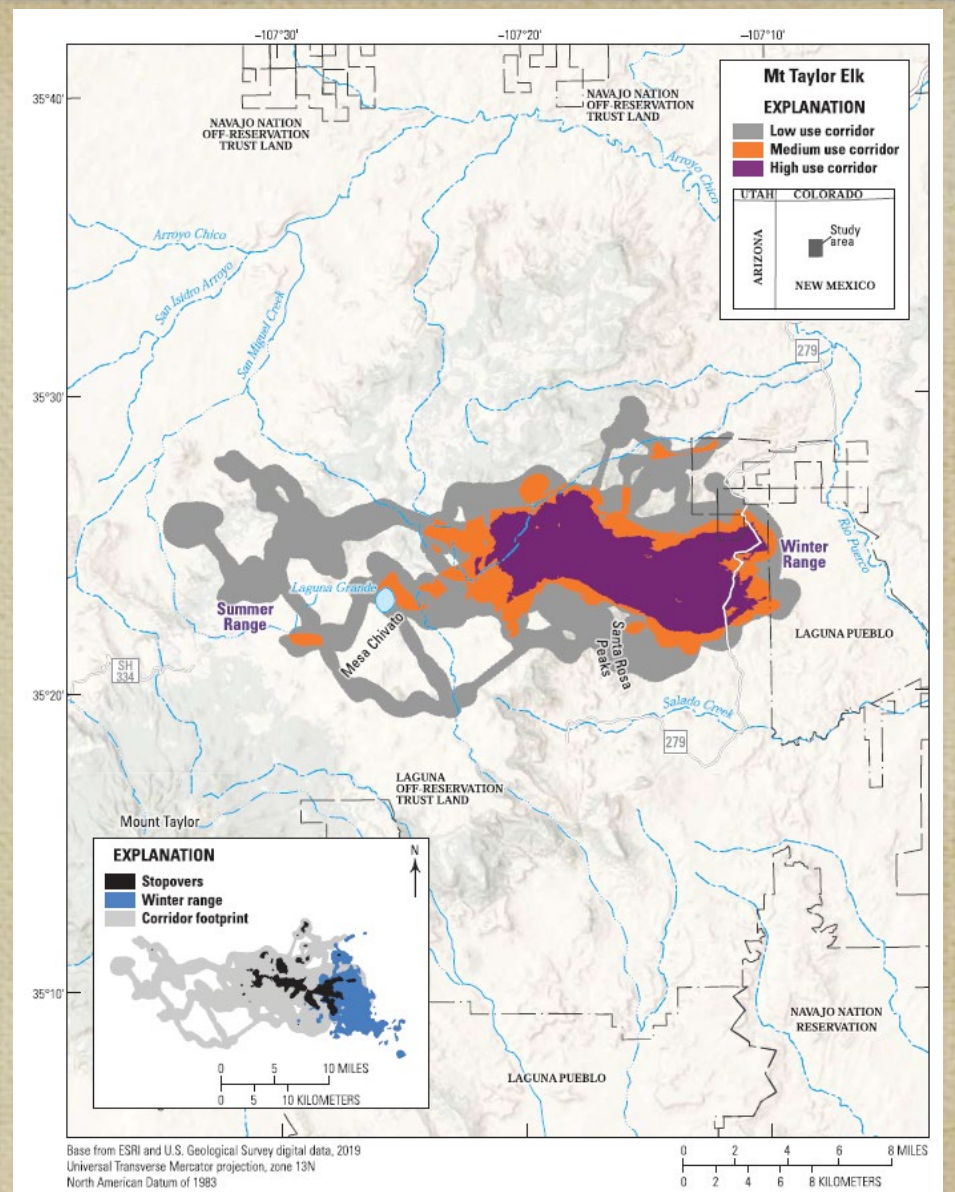 -107°30'
-107°20'
-107°10'
Mt Taylor Elk
EXPLANATION
Low use corridor
Medium use corridor
High use corridor
UTAH
COLORADO
ARIZONA
Study
area
NEW MEXICO
35°40'
NAVAJO NATION
OFF-RESERVATION
TRUST LAND
NAVAJO NATION
OFF-RESERVATION
TRUST LAND
Arroyo Chico
Arroyo Chico
San Isidro Arroyo
San Miguel Creek
279
35°30'
Rio Puerco
Winter
Range
Laguna Grande
Summer
Range
Mesa Chivato
Santa Rosa
Peaks
LAGUNA PUEBLO
SH
334
35°20'
Salado Creek
279
LAGUNA
OFF-RESERVATION
TRUST LAND
Mount Taylor
EXPLANATION
Stopovers
Winter range
Corridor footprint
N
35°10'
0 5 10 MILES
0 5 10 KILOMETERS
NAVAJO NATION
RESERVATION
LAGUNA PUEBLO
Base from ESRI and U.S. Geological Survey digital data, 2019
Universal Transverse Mercator projection, zone 13N
North American Datum of 1983
0 2 4 6 8 MILES
0 2 4 6 8 KILOMETERS